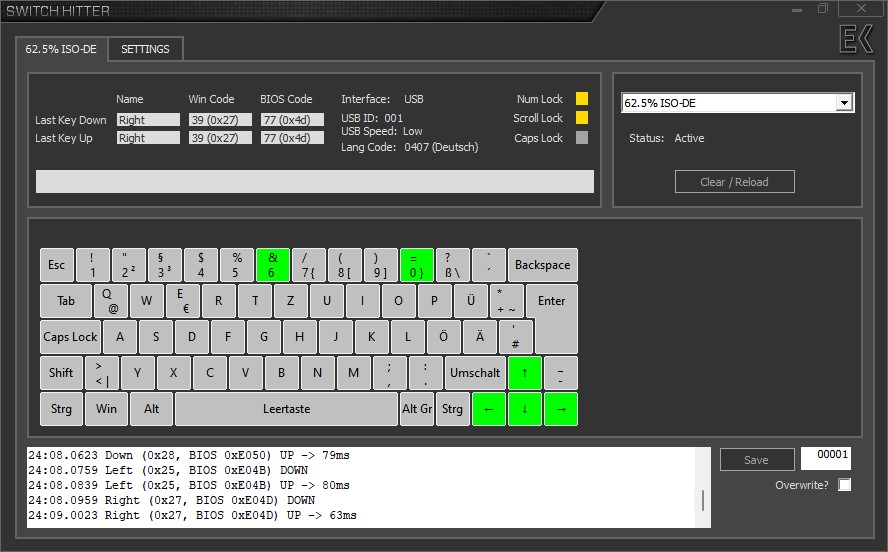 SWITCH HITTER
EK
62.5% ISO-DE SETTINGS
Name Win Code BIOS Code
Last Key Down Right 39 (0x27) 77 (0x4d)
Last Key Up Right 39 (0x27) 77 (0x4d)
Interface: USB
USB ID: 001
USB Speed: Low
Lang Code: 0407 (Deutsch)
Num Lock
Scroll Lock
Caps Lock
62.5% ISO-DE
Status: Active
Clear / Reload
Esc ! 1 " 2 ² § 3 ³ $ 4 % 5 & 6 / 7 { ( 8 [ ) 9 ] = 0 } ? ß \ ` ´ Backspace
Tab Q @ W E € R T Z U I O P Ü * + ~ Enter
Caps Lock A S D F G H J K L Ö Ä ' #
Shift > < | Y X C V B N M ; , : . Umschalt ↑ _ -
Strg Win Alt Leertaste Alt Gr Strg ← ↓ →
24:08.0623 Down (0x28, BIOS 0xE050) UP -> 79ms
24:08.0759 Left (0x25, BIOS 0xE04B) DOWN
24:08.0839 Left (0x25, BIOS 0xE04B) UP -> 80ms
24:08.0959 Right (0x27, BIOS 0xE04D) DOWN
24:09.0023 Right (0x27, BIOS 0xE04D) UP -> 63ms
Save 00001
Overwrite?